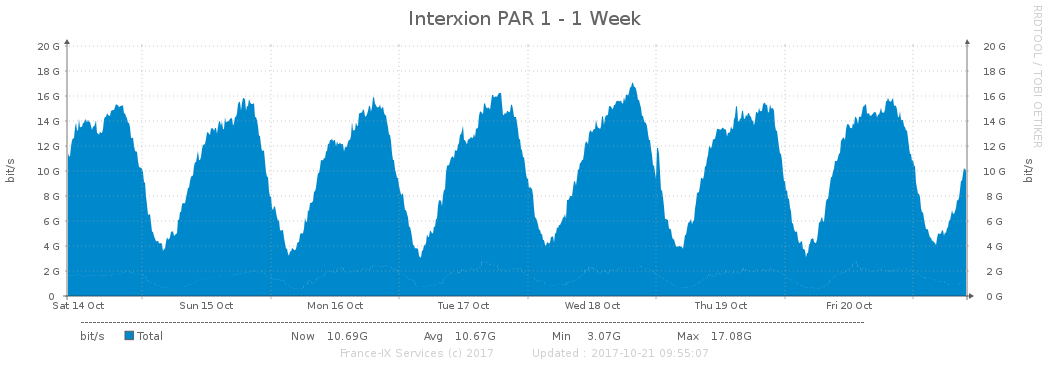 Interxion PAR 1 - 1 Week
RRDTOOL / TOBI OETIKER
20 G 20 G
18 G 18 G
16 G 16 G
14 G 14 G
12 G 12 G
10 G 10 G
8 G 8 G
6 G 6 G
4 G 4 G
2 G 2 G
0 0 G
bit/s bit/s
Sat 14 Oct Sun 15 Oct Mon 16 Oct Tue 17 Oct Wed 18 Oct Thu 19 Oct Fri 20 Oct
bit/s Total Now 10.69G Avg 10.67G Min 3.07G Max 17.08G
France-IX Services (c) 2017 Updated : 2017-10-21 09:55:07